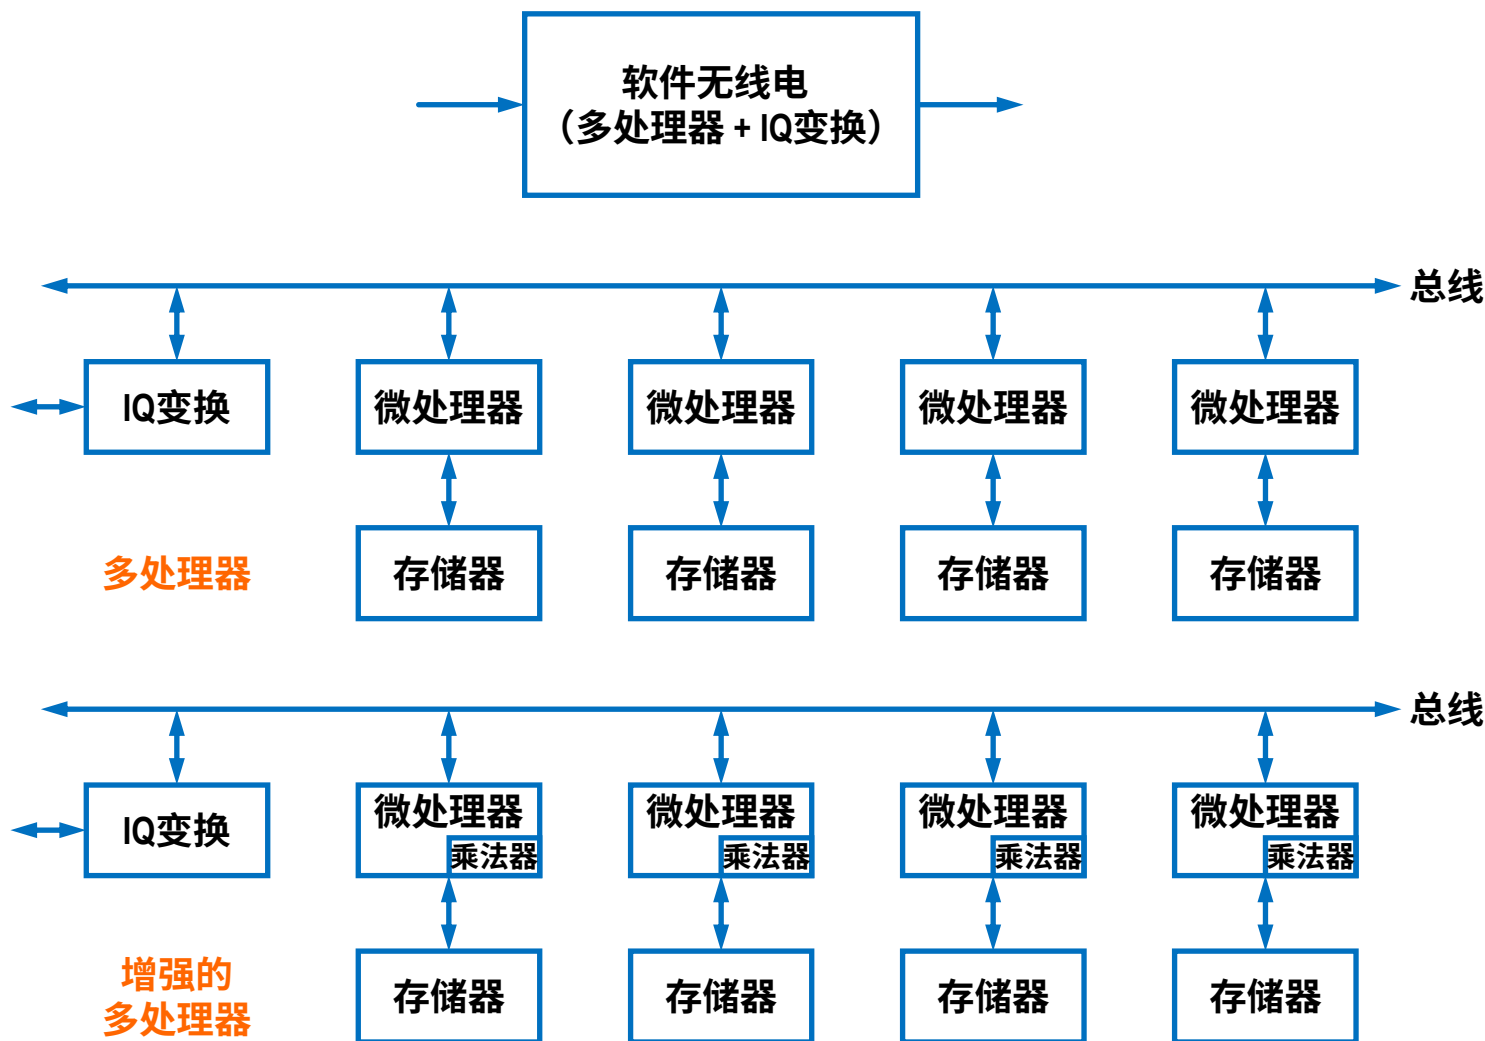 软件无线电
（多处理器 + IQ变换）
总线
IQ变换
微处理器
微处理器
微处理器
微处理器
多处理器
存储器
存储器
存储器
存储器
总线
IQ变换
微处理器
微处理器
微处理器
微处理器
乘法器
乘法器
乘法器
乘法器
增强的
多处理器
存储器
存储器
存储器
存储器